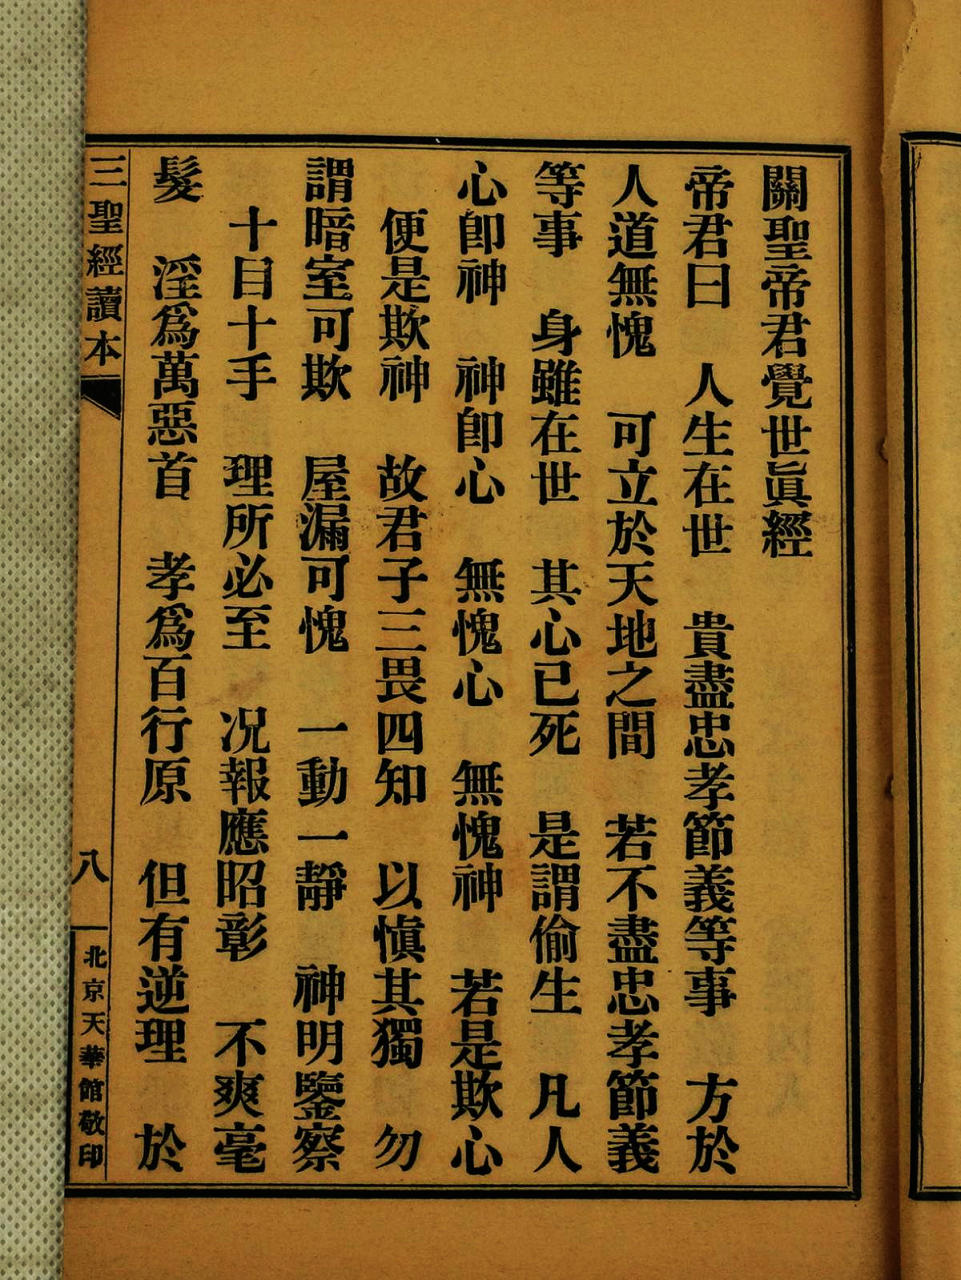 關聖帝君覺世眞經
帝君曰　人生在世　貴盡忠孝節義等事　方於
人道無愧　可立於天地之間　若不盡忠孝節義
等事　身雖在世　其心已死　是謂偷生　凡人
心卽神　神卽心　無愧心　無愧神　若是欺心
便是欺神　故君子三畏四知　以愼其獨　勿
謂暗室可欺　屋漏可愧　一動一靜　神明鑒察
十目十手　理所必至　况報應昭彰　不爽毫
髮　淫爲萬惡首　孝爲百行原　但有逆理　於
三聖經讀本
八
北京天華館敬印